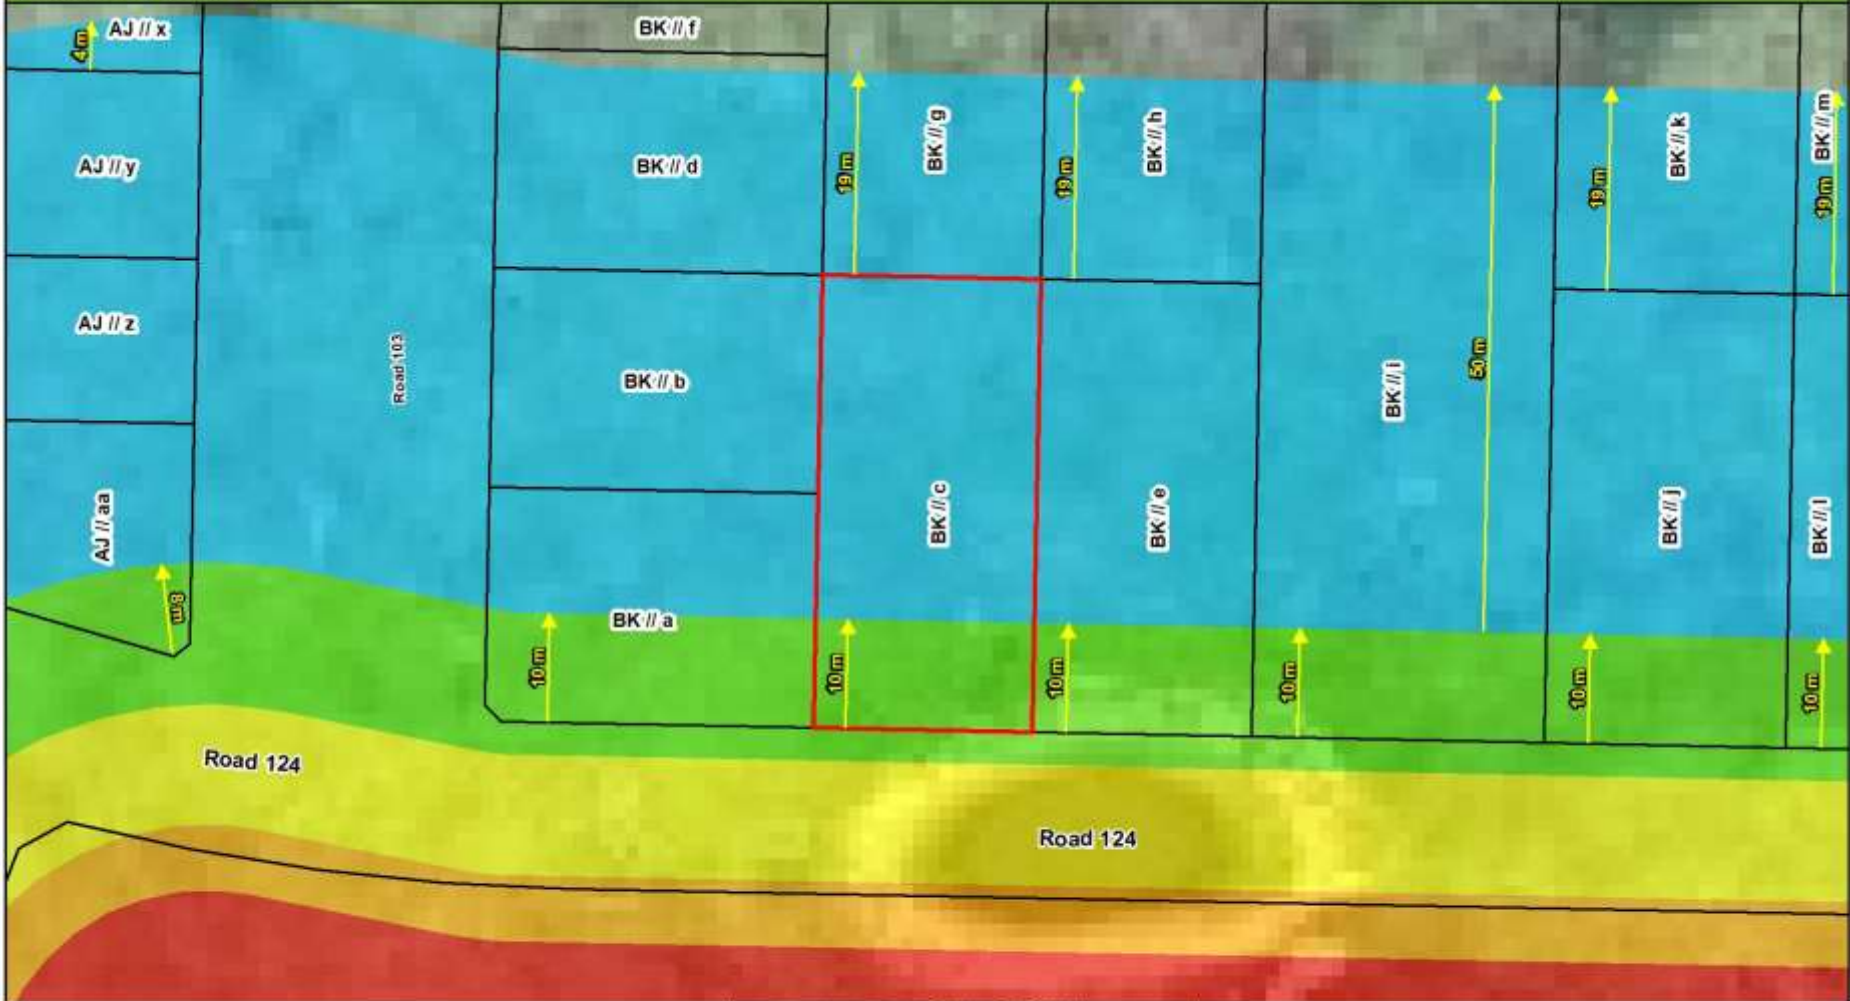 AJ // x
BK // f
4 m
BK // g
BK // h
BK // k
BK // m
AJ // y
BK // d
19 m
19 m
19 m
19 m
AJ // z
Road 103
BK // b
50 m
BK // i
AJ // aa
BK // c
BK // e
BK // j
BK // l
8 m
BK // a
10 m
10 m
10 m
10 m
10 m
10 m
Road 124
Road 124